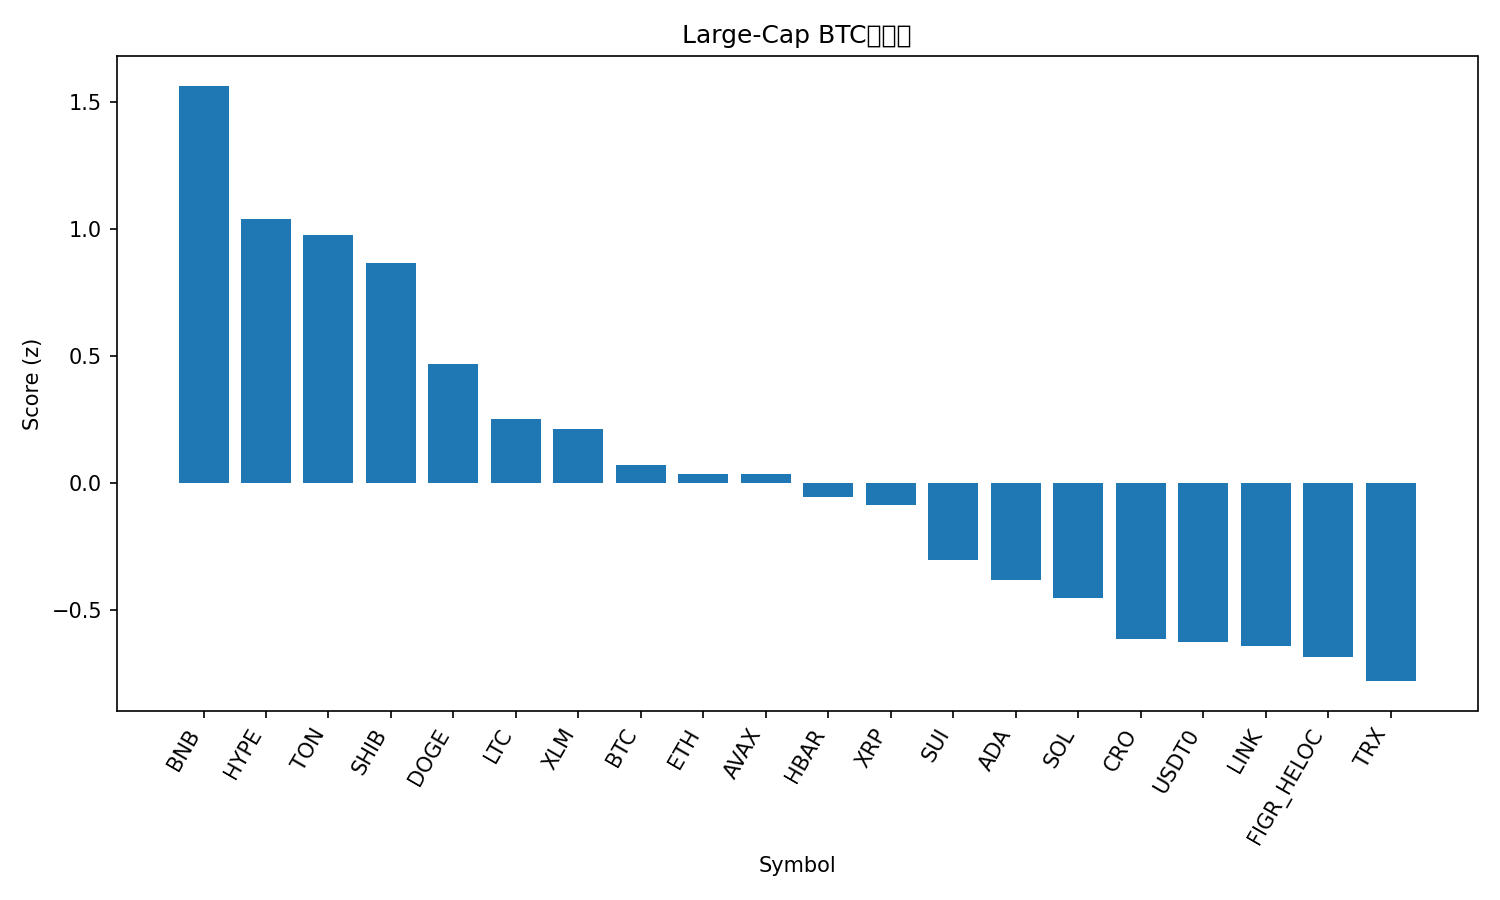 Large-Cap BTC
Score (z)
1.5
1.0
0.5
0.0
−0.5
BNB
HYPE
TON
SHIB
DOGE
LTC
XLM
BTC
ETH
AVAX
HBAR
XRP
SUI
ADA
SOL
CRO
USDT0
LINK
FIGR_HELOC
TRX
Symbol